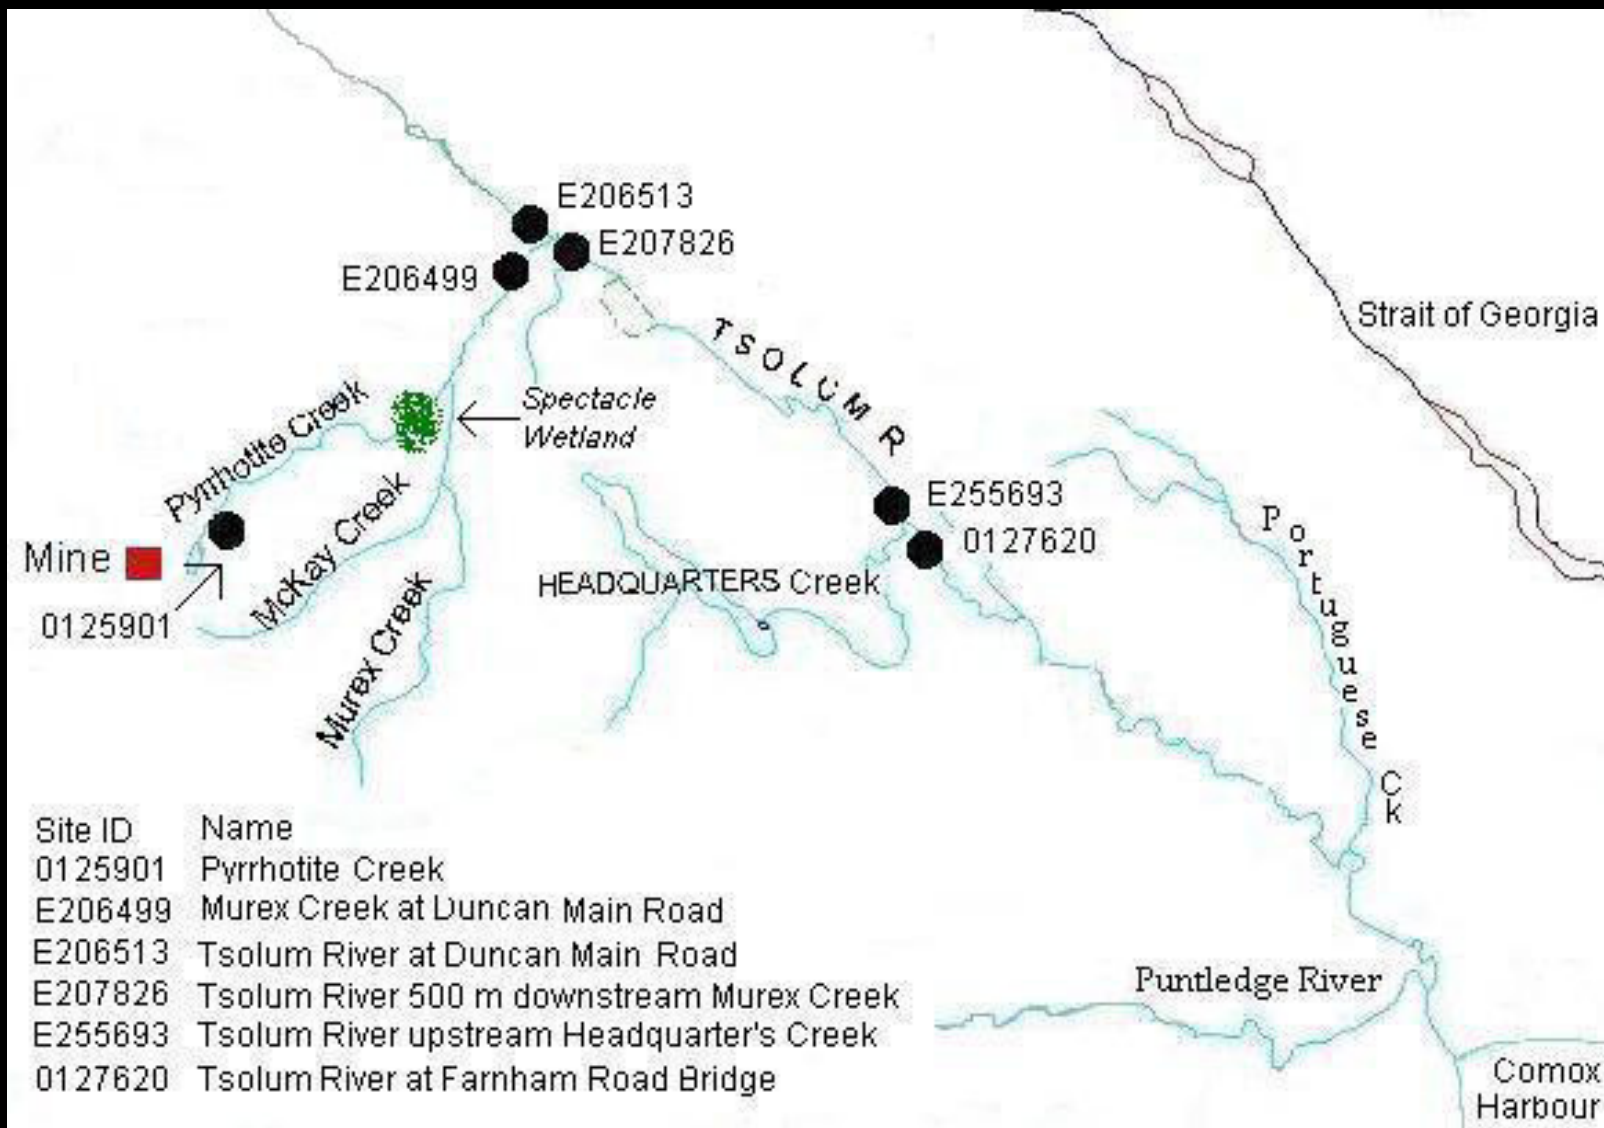 E206513
E207826
E206499
Strait of Georgia
TSOLUM R
Spectacle
Wetland
Pyrrhotite Creek
E255693
0127620
Portuguese Ck
Mine
McKay Creek
HEADQUARTERS Creek
0125901
Murex Creek
Site ID Name
0125901 Pyrrhotite Creek
E206499 Murex Creek at Duncan Main Road
E206513 Tsolum River at Duncan Main Road
E207826 Tsolum River 500 m downstream Murex Creek
E255693 Tsolum River upstream Headquarter's Creek
0127620 Tsolum River at Farnham Road Bridge
Puntledge River
Comox
Harbour